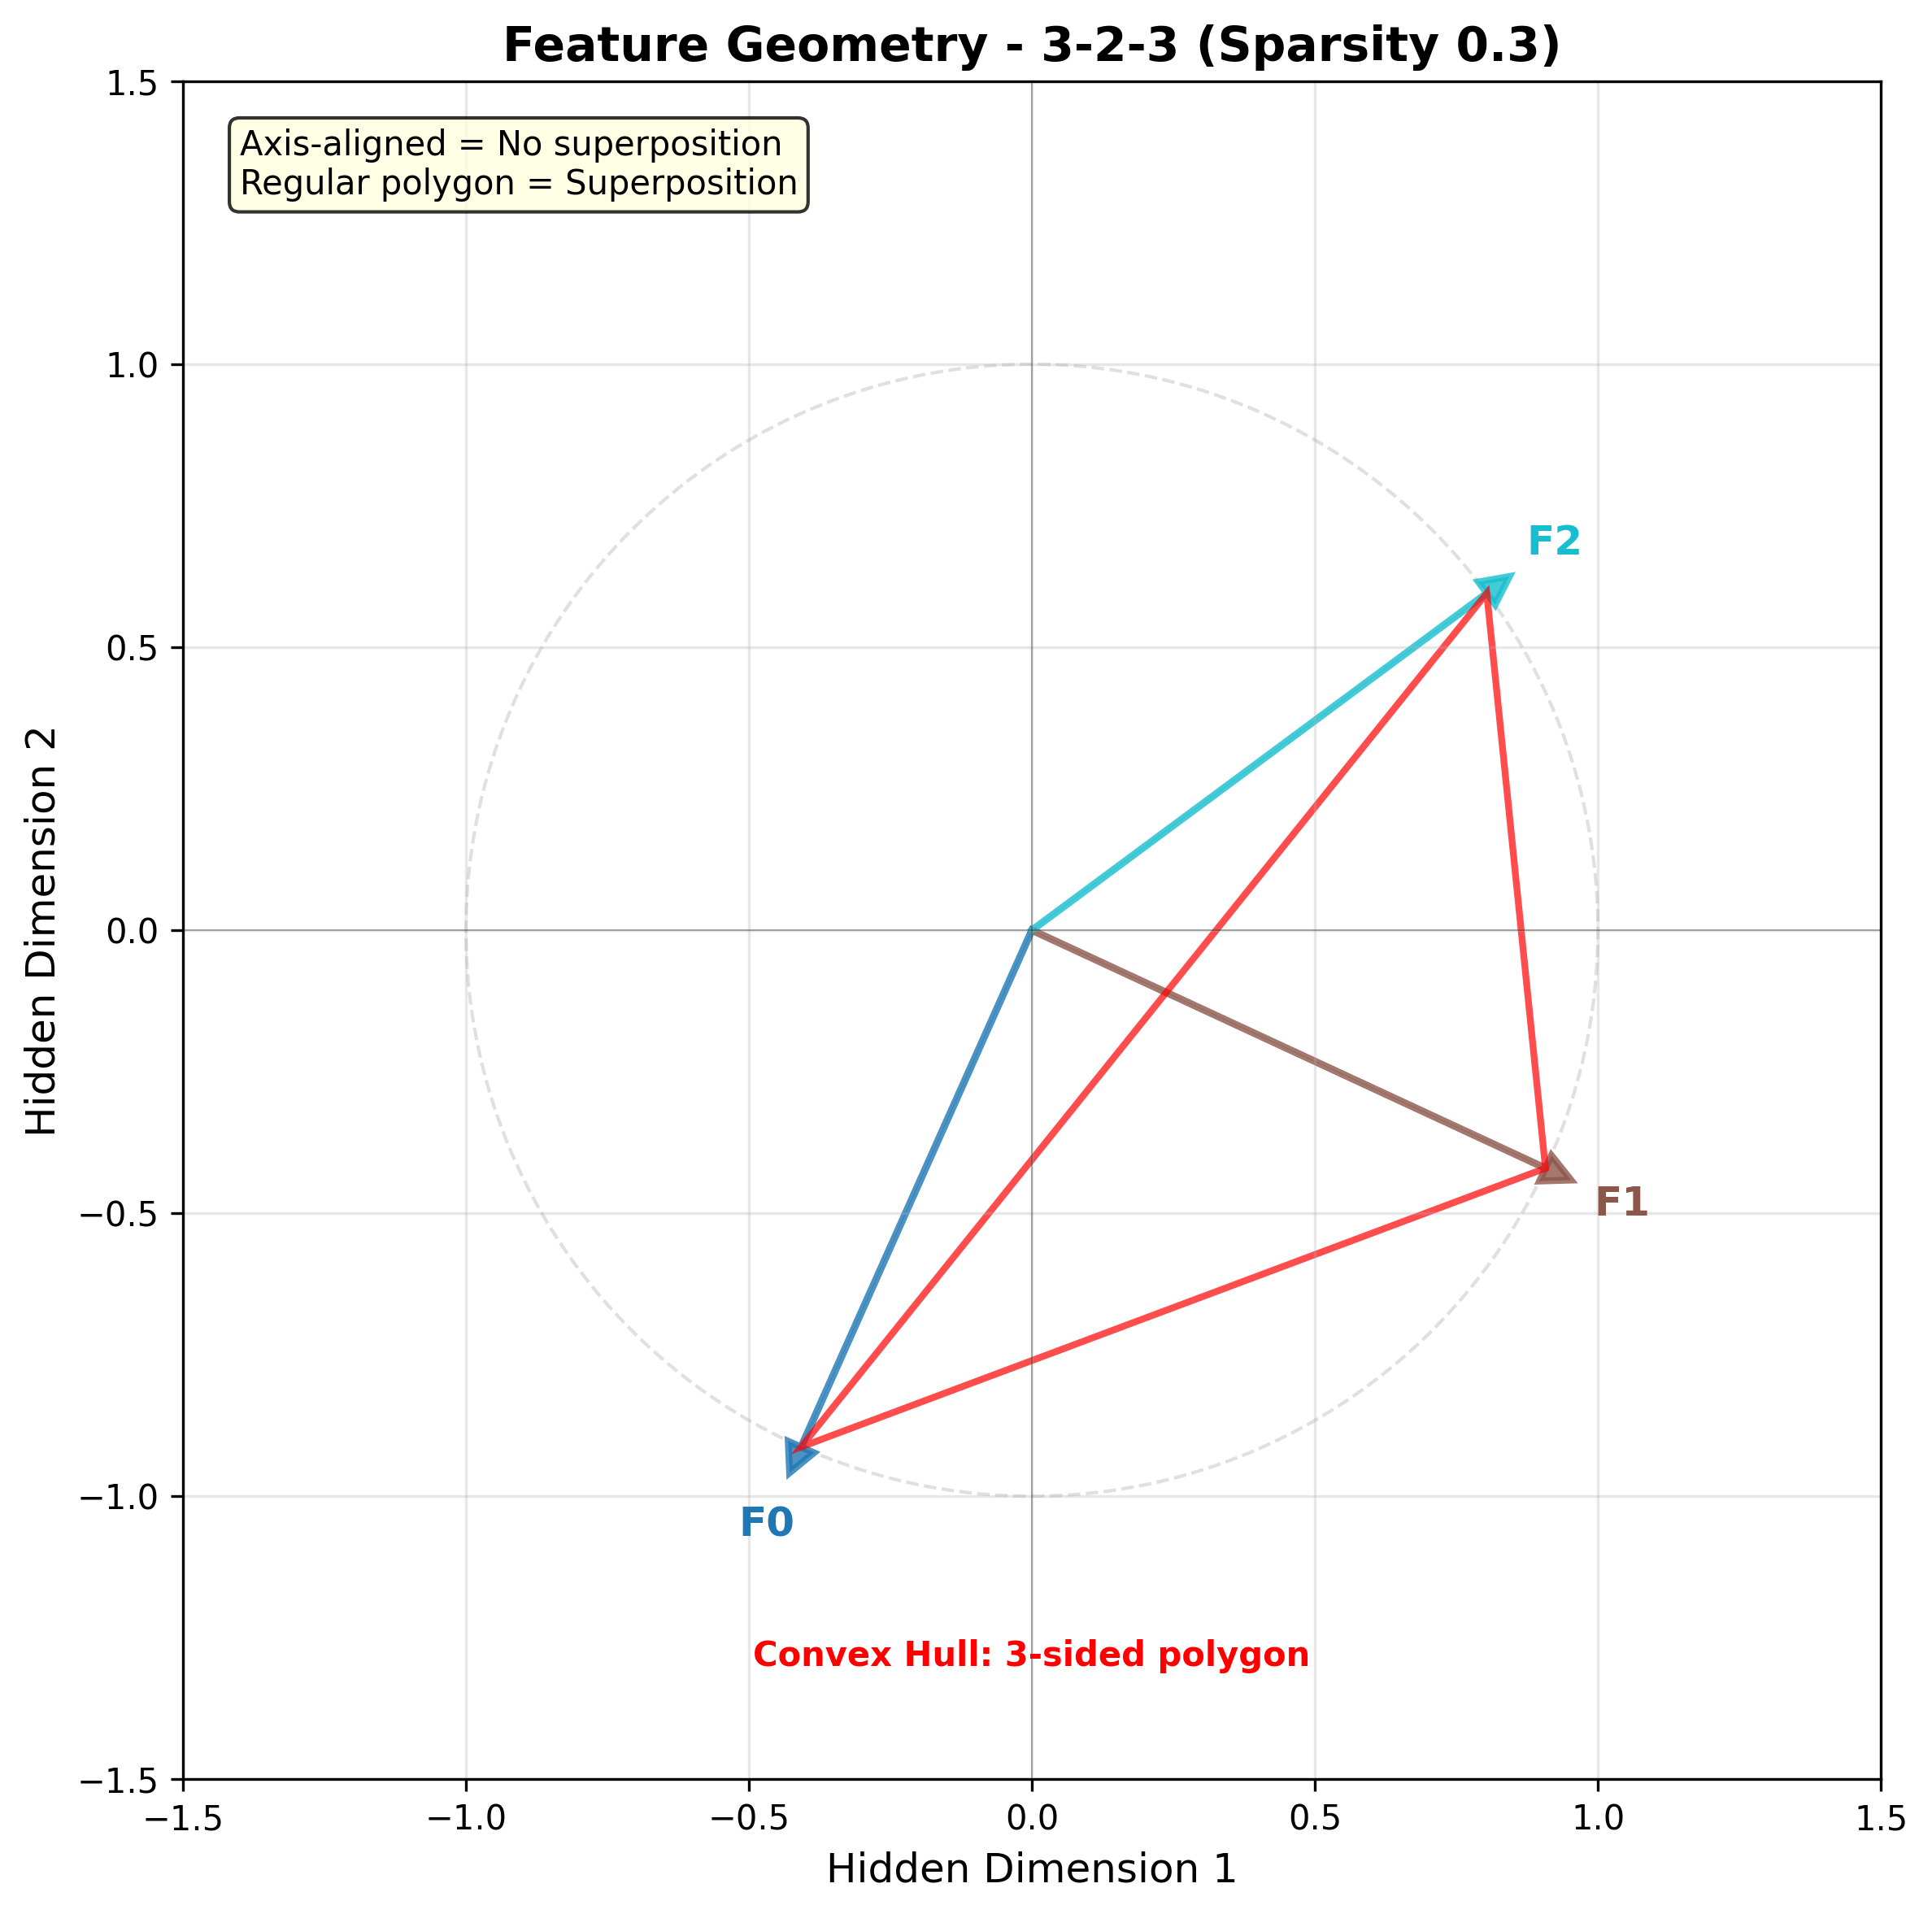 Feature Geometry - 3-2-3 (Sparsity 0.3)
1.5
Axis-aligned = No superposition
Regular polygon = Superposition
1.0
F2
0.5
Hidden Dimension 2
0.0
F1
−0.5
−1.0
F0
Convex Hull: 3-sided polygon
−1.5
−1.5 −1.0 −0.5 0.0 0.5 1.0 1.5
Hidden Dimension 1